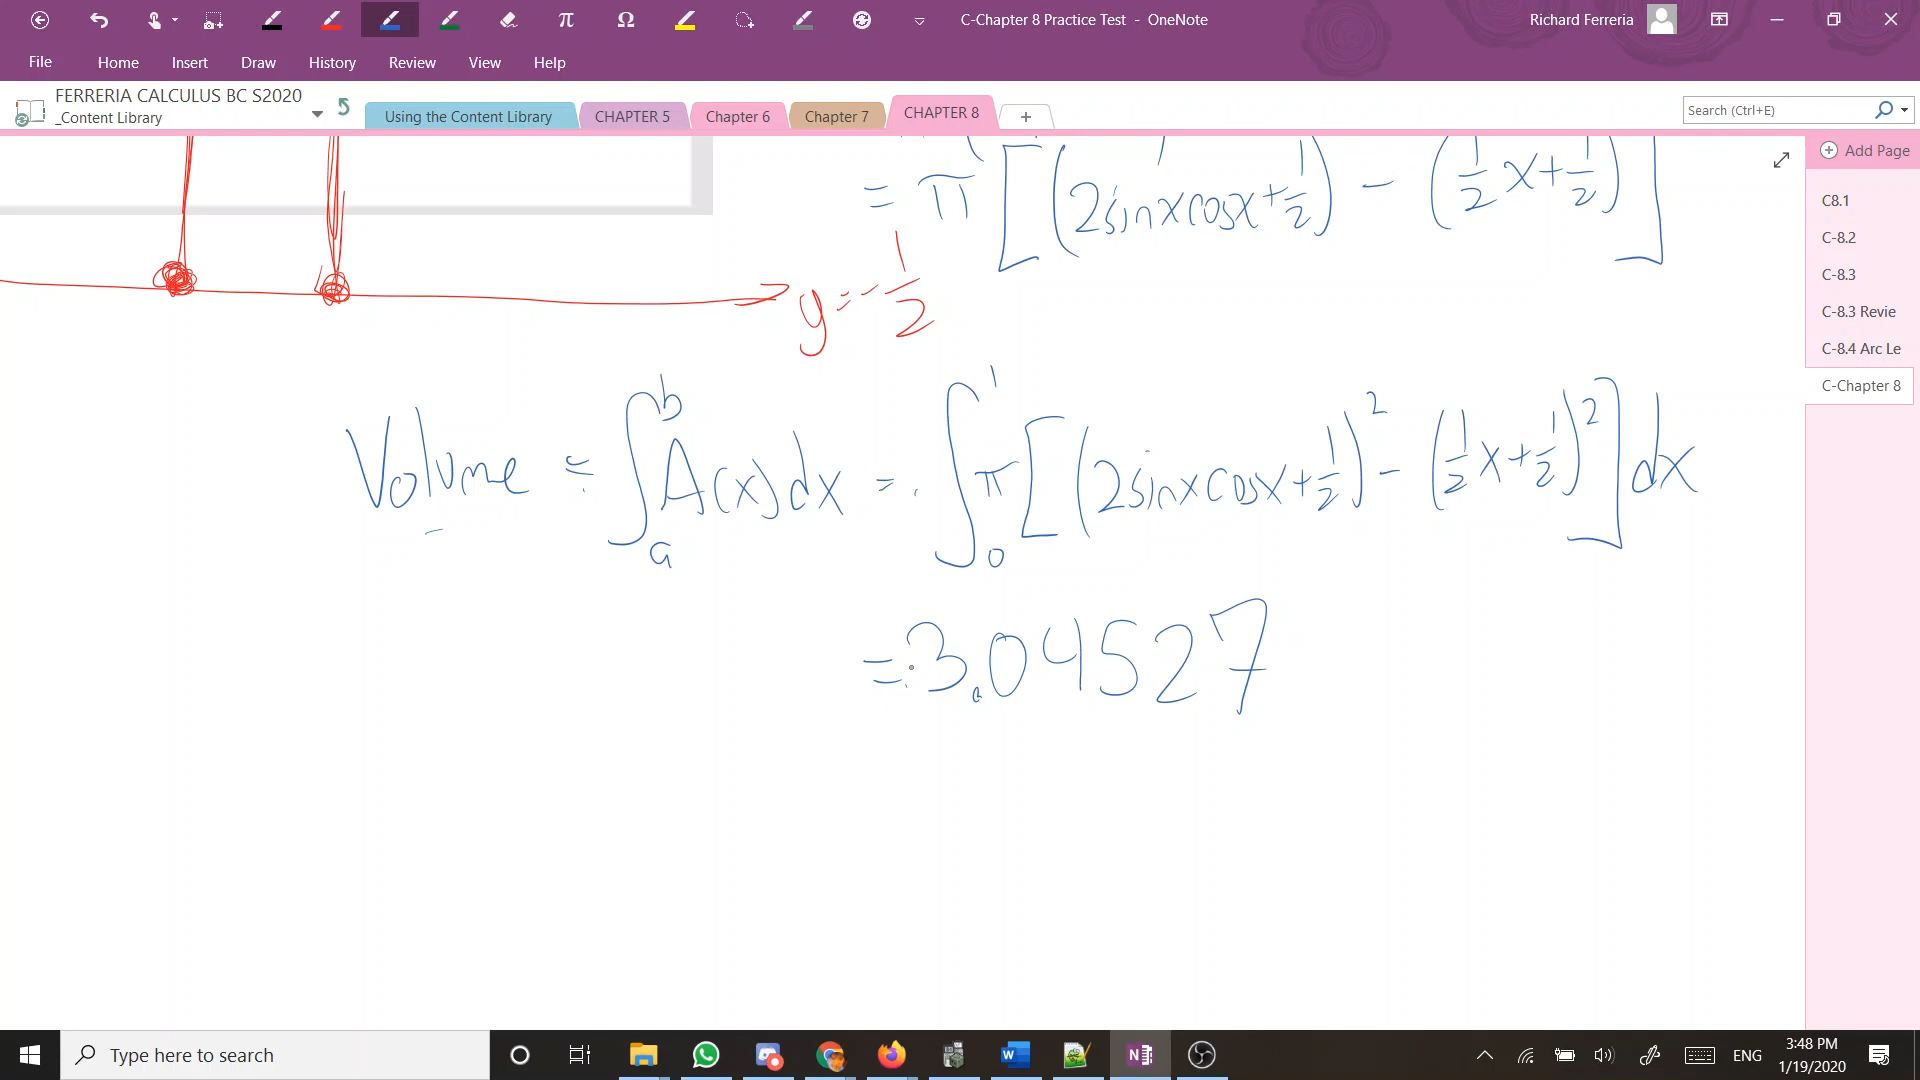 C-Chapter 8 Practice Test - OneNote
Richard Ferreria
File Home Insert Draw History Review View Help
FERRERIA CALCULUS BC S2020
_Content Library
Using the Content Library
CHAPTER 5
Chapter 6
Chapter 7
CHAPTER 8
+
Search (Ctrl+E)
Add Page
C8.1
C-8.2
C-8.3
C-8.3 Revie
C-8.4 Arc Le
C-Chapter 8
= π [(2sinxcosx+1/2) - (1/2x+1/2)]
y=-1/2
Volume = ∫_a^b A(x)dx = ∫_0^1 π[(2sinxcosx+1/2)^2 - (1/2x+1/2)^2]dx
= 3.04527
Type here to search
ENG
3:48 PM
1/19/2020